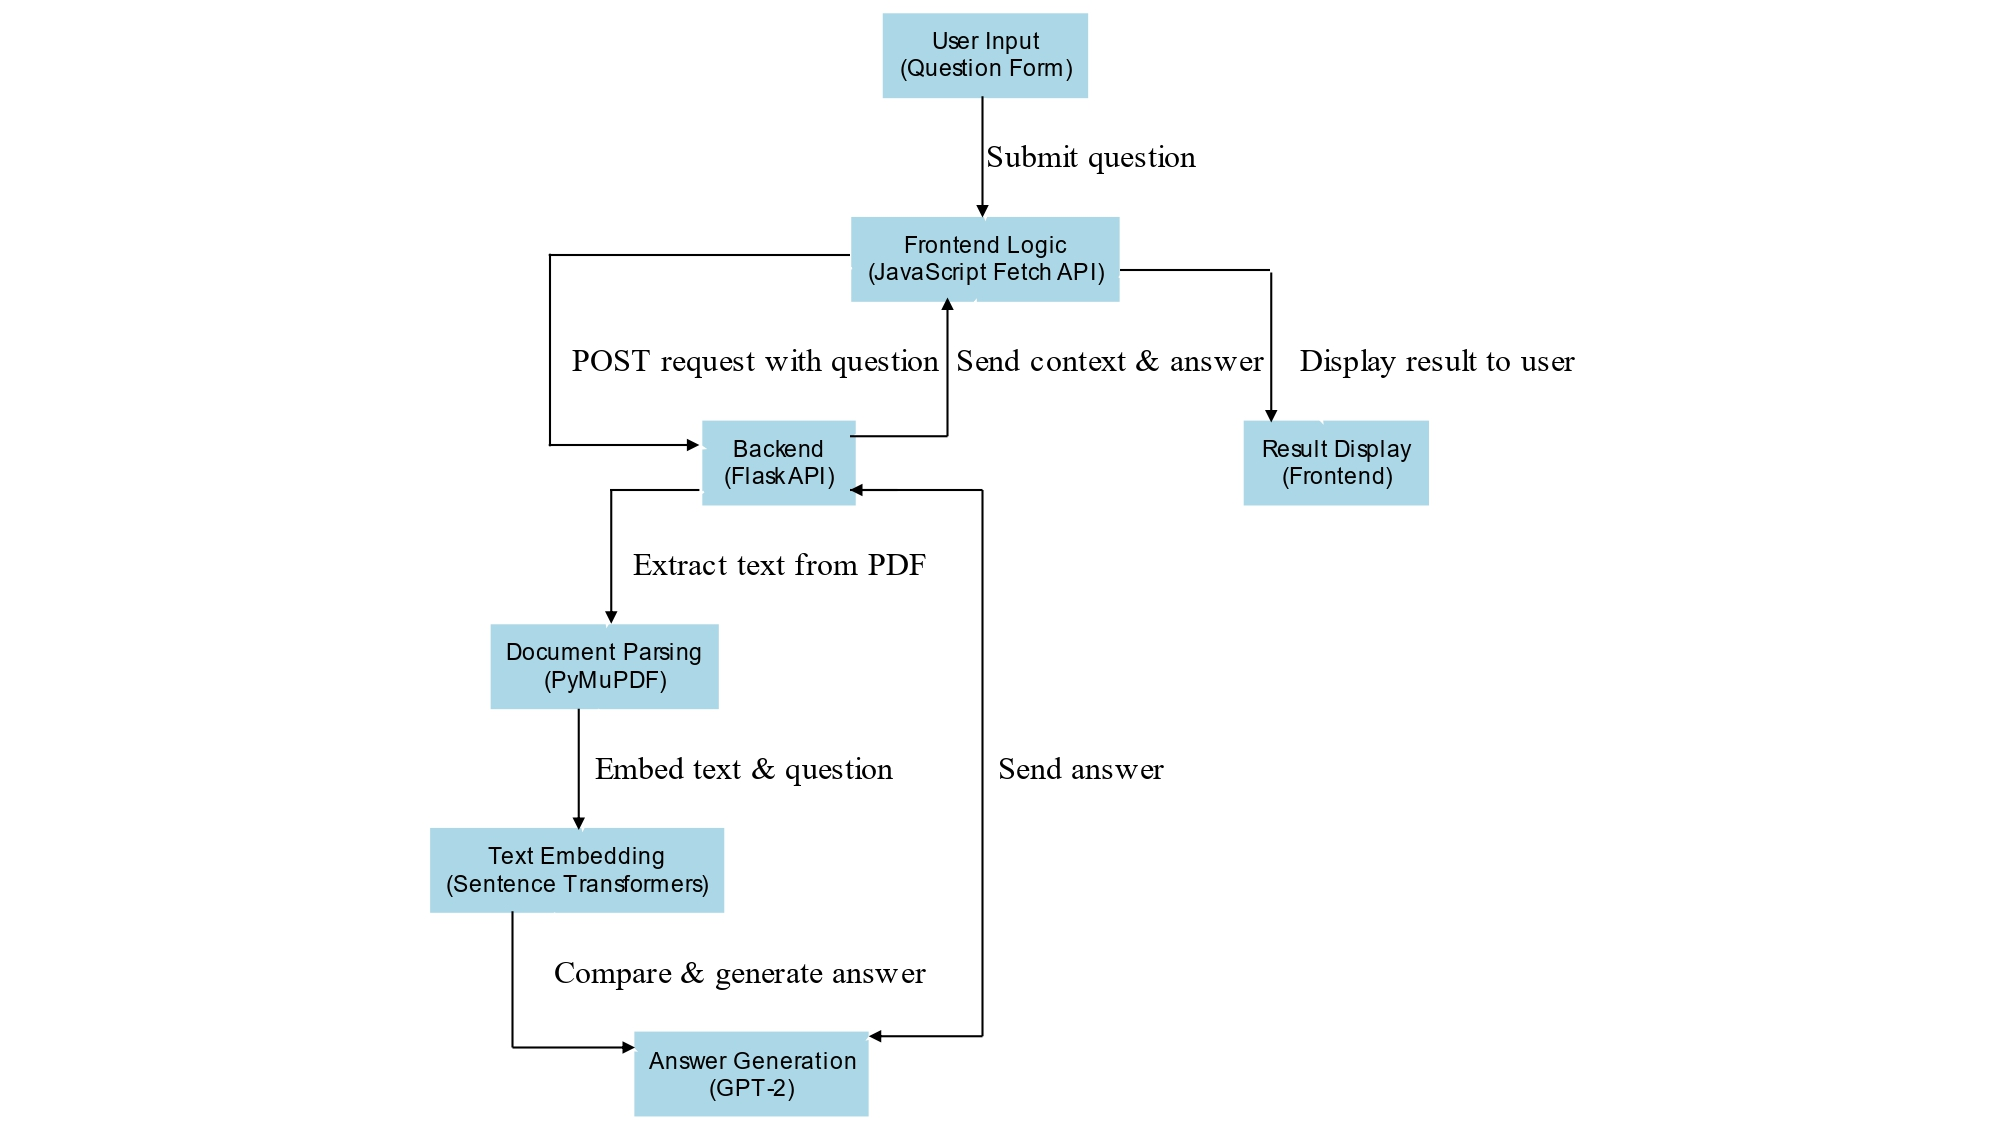 User Input
(Question Form)
Submit question
Frontend Logic
(JavaScript Fetch API)
POST request with question
Send context & answer
Display result to user
Backend
(Flask API)
Result Display
(Frontend)
Extract text from PDF
Document Parsing
(PyMuPDF)
Embed text & question
Send answer
Text Embedding
(Sentence Transformers)
Compare & generate answer
Answer Generation
(GPT-2)